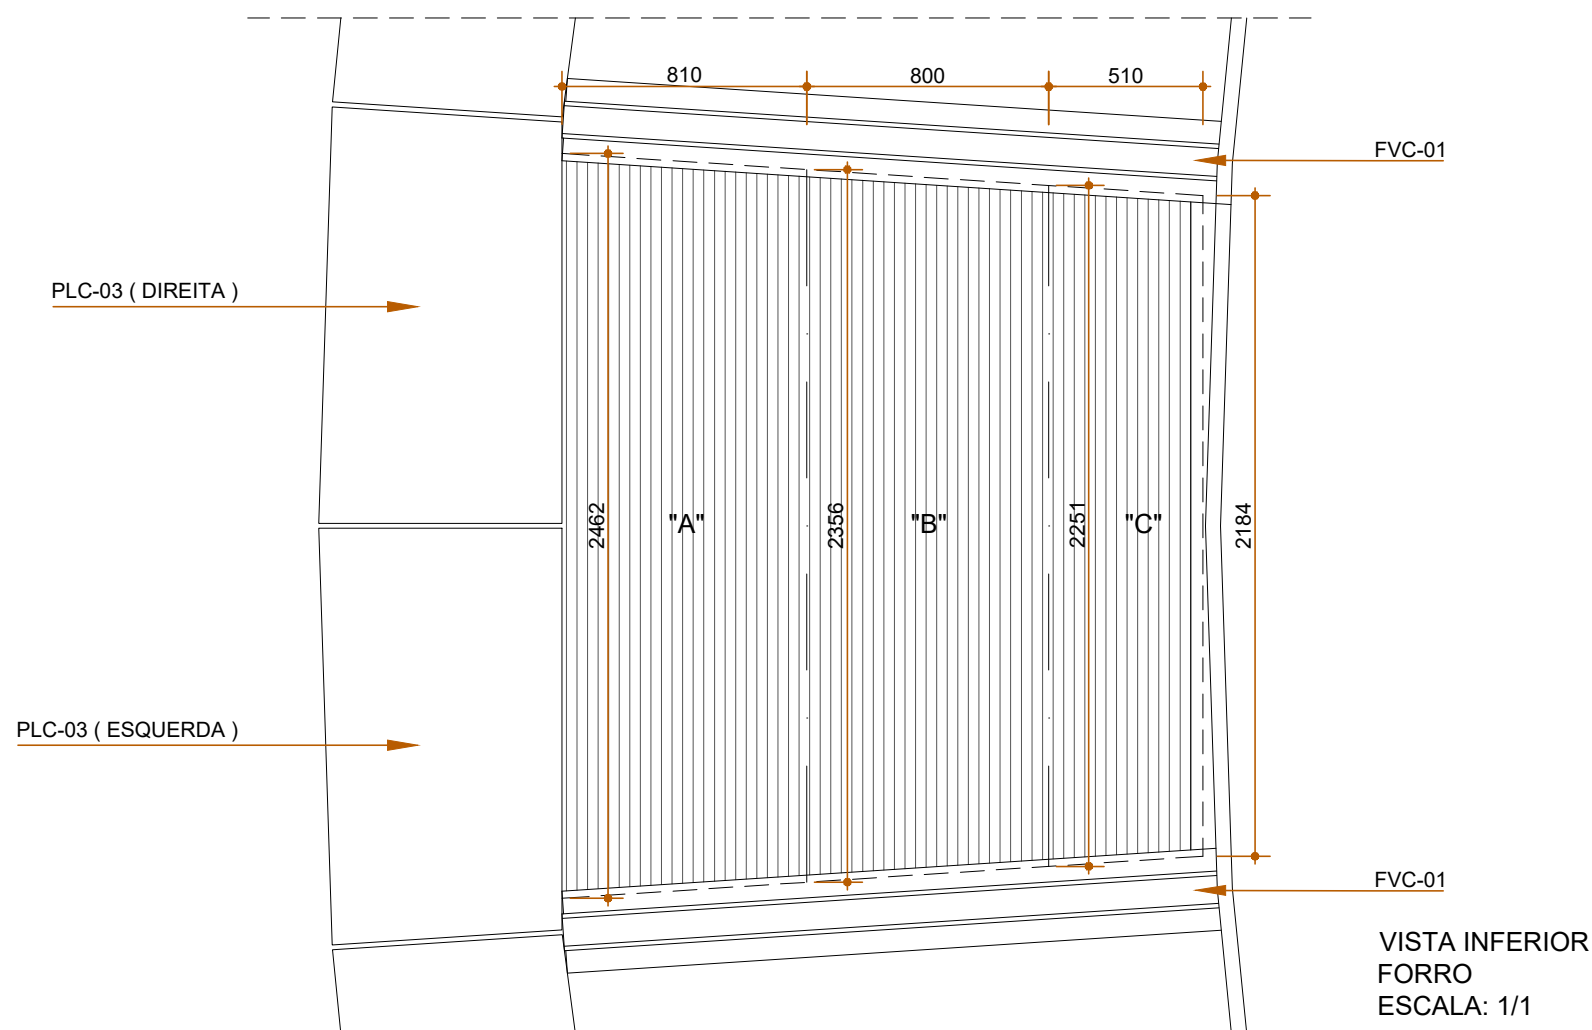 810
800
510
FVC-01
PLC-03 ( DIREITA )
2462
"A"
2356
"B"
2251
"C"
2184
PLC-03 ( ESQUERDA )
FVC-01
VISTA INFERIOR
FORRO
ESCALA: 1/1